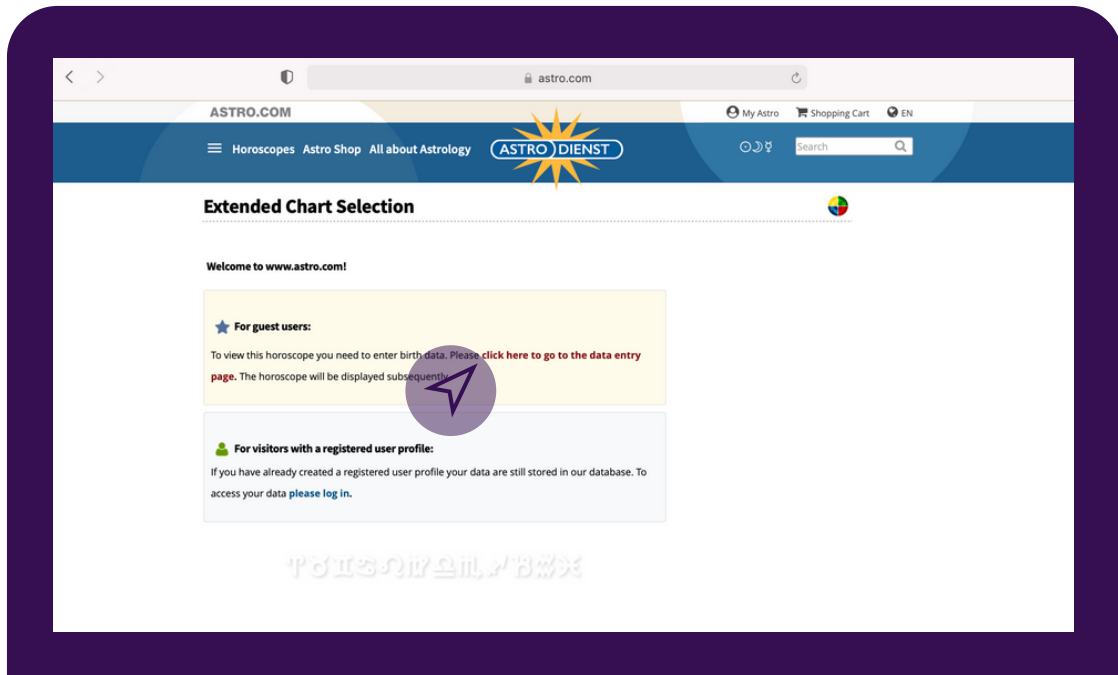 astro.com
ASTRO.COM
My Astro Shopping Cart EN
Horoscopes Astro Shop All about Astrology ASTRO DIENST ☉☽☿ Search
Extended Chart Selection
Welcome to www.astro.com!
For guest users:
To view this horoscope you need to enter birth data. Please click here to go to the data entry
page. The horoscope will be displayed subsequently.
For visitors with a registered user profile:
If you have already created a registered user profile your data are still stored in our database. To
access your data please log in.
♈♉♊♋♌♍♎♏♐♑♒♓